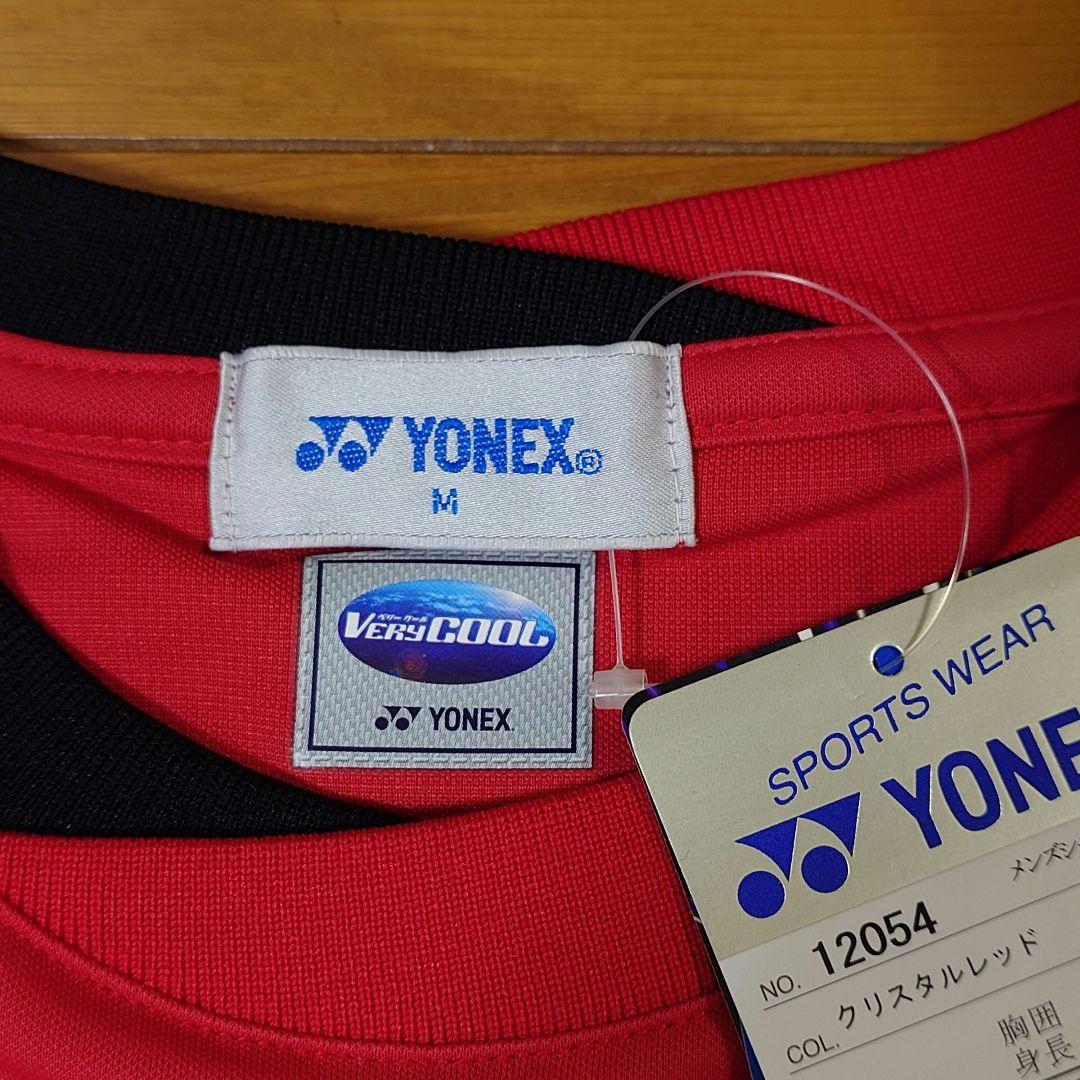 YONEX®
M
ベリークール
VERYCOOL
YONEX
SPORTS WEAR
YONE
メンズシ
NO. 12054
COL. クリスタルレッド
胸囲
身長